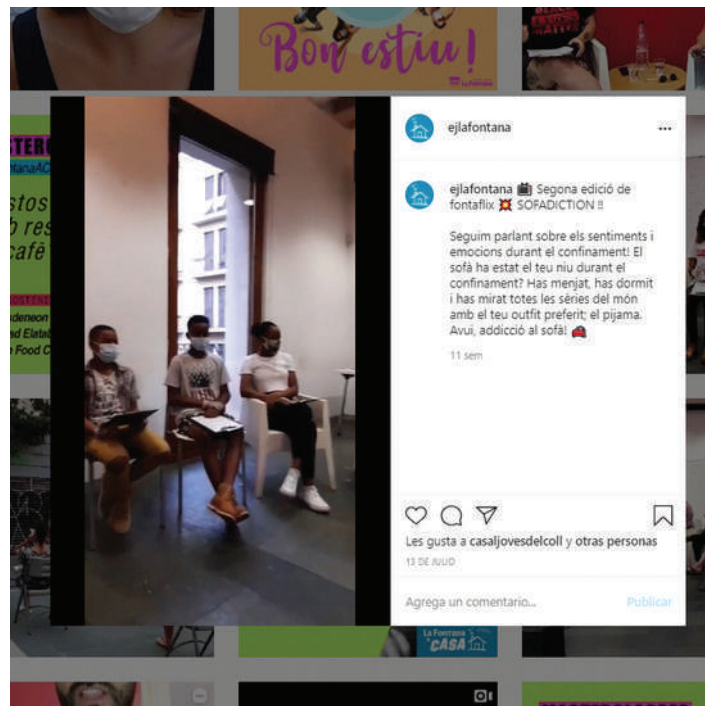 Bon estiu!
La Fontana
ejlafontana
ejlafontana 📺 Segona edició de
fontaflix 💥 SOFADICTION ‼
Seguim parlant sobre els sentiments i
emocions durant el confinament! El
sofà ha estat el teu niu durant el
confinament? Has menjat, has dormit
i has mirat totes les sèries del món
amb el teu outfit preferit; el pijama.
Avui, addicció al sofà! 🛋
11 sem
Les gusta a casaljovesdelcoll y otras personas
13 DE JULIO
Agrega un comentario...
Publicar
La Fontana
CASA